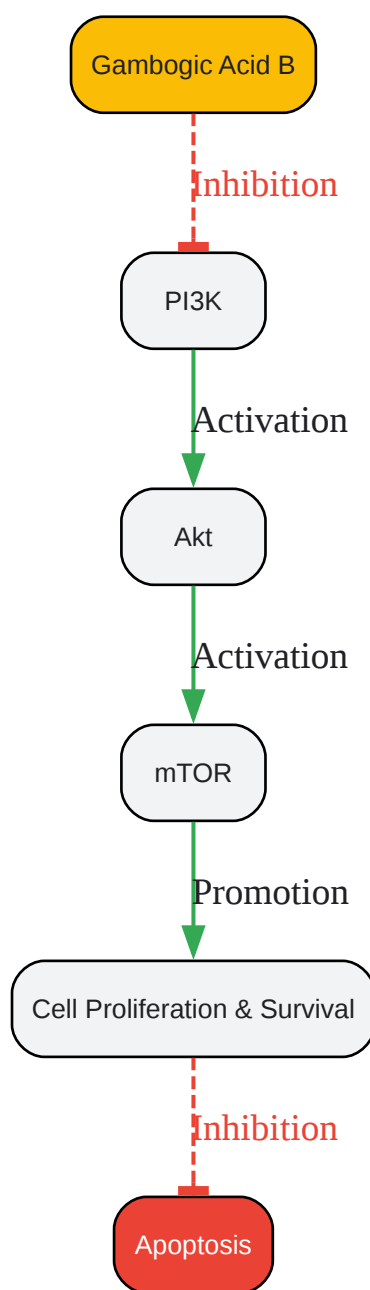 Gambogic Acid B
Inhibition
PI3K
Activation
Akt
Activation
mTOR
Promotion
Cell Proliferation & Survival
Inhibition
Apoptosis